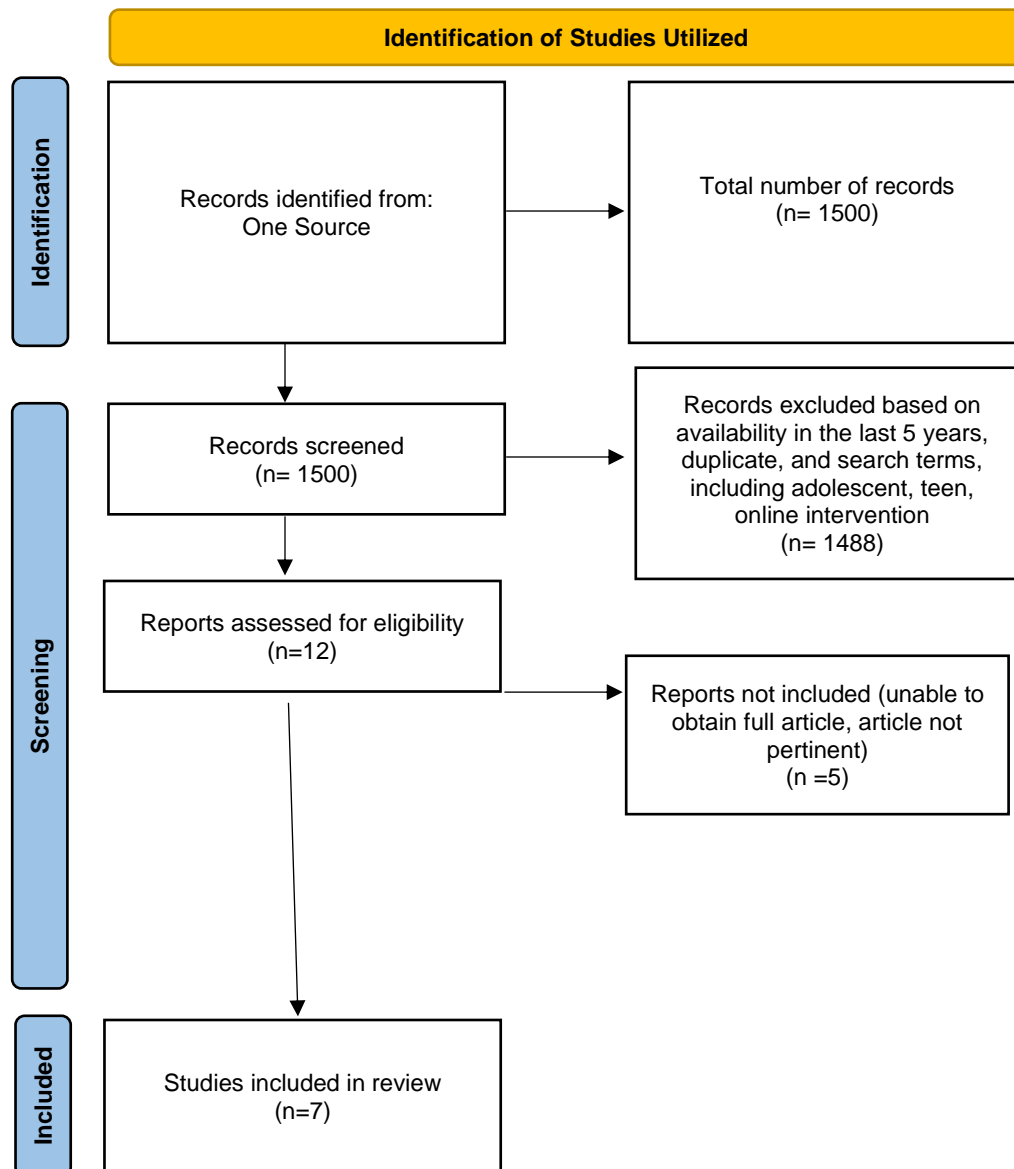 Identification of Studies Utilized
Identification
Records identified from:
One Source
Total number of records
(n= 1500)
Screening
Records screened
(n= 1500)
Records excluded based on
availability in the last 5 years,
duplicate, and search terms,
including adolescent, teen,
online intervention
(n= 1488)
Reports assessed for eligibility
(n=12)
Reports not included (unable to
obtain full article, article not
pertinent)
(n =5)
Included
Studies included in review
(n=7)